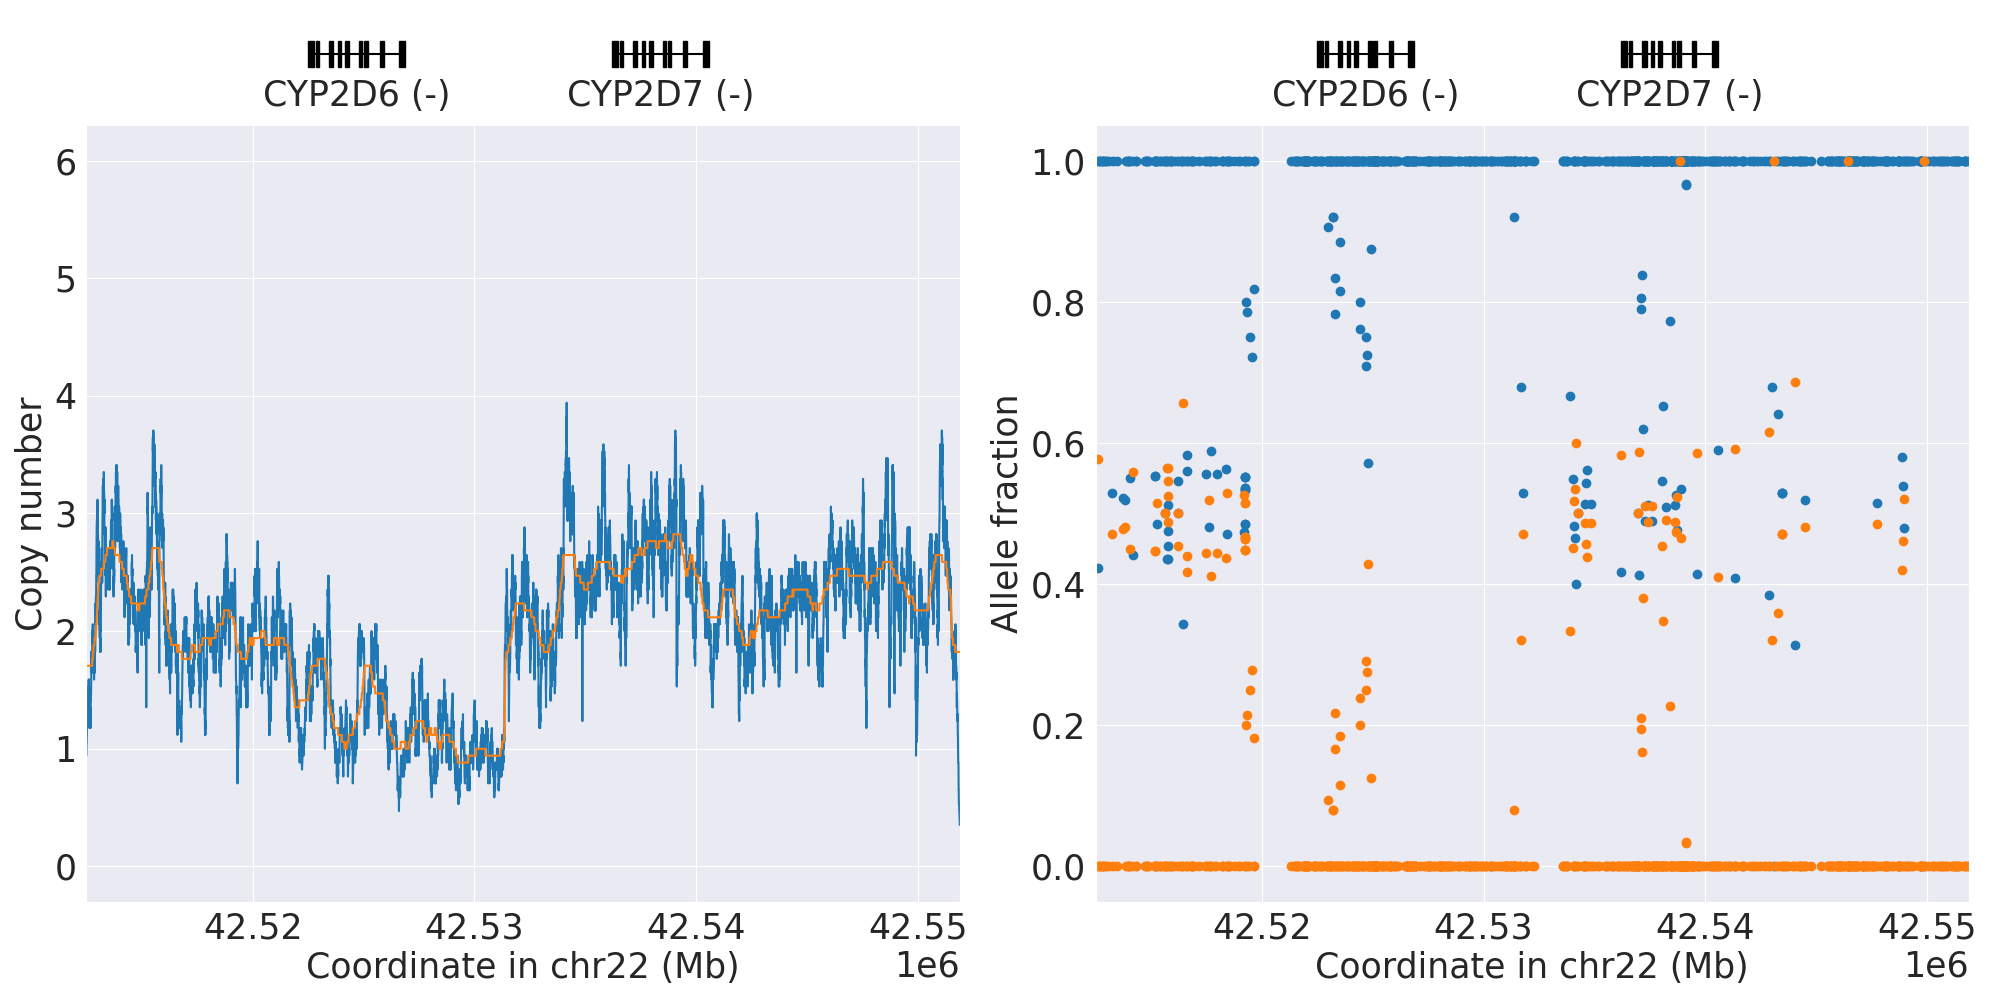 CYP2D6 (-)
CYP2D7 (-)
6
5
4
3
2
1
0
Copy number
42.52
42.53
42.54
42.55
Coordinate in chr22 (Mb)
1e6
CYP2D6 (-)
CYP2D7 (-)
1.0
0.8
0.6
0.4
0.2
0.0
Allele fraction
42.52
42.53
42.54
42.55
Coordinate in chr22 (Mb)
1e6